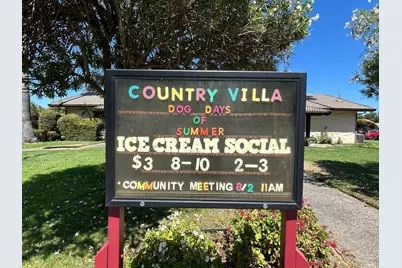 COUNTRY VILLA
DOG DAYS
OF
SUMMER
ICE CREAM SOCIAL
$3 8-10 2-3
* COMMUNITY MEETING 8/2 11AM